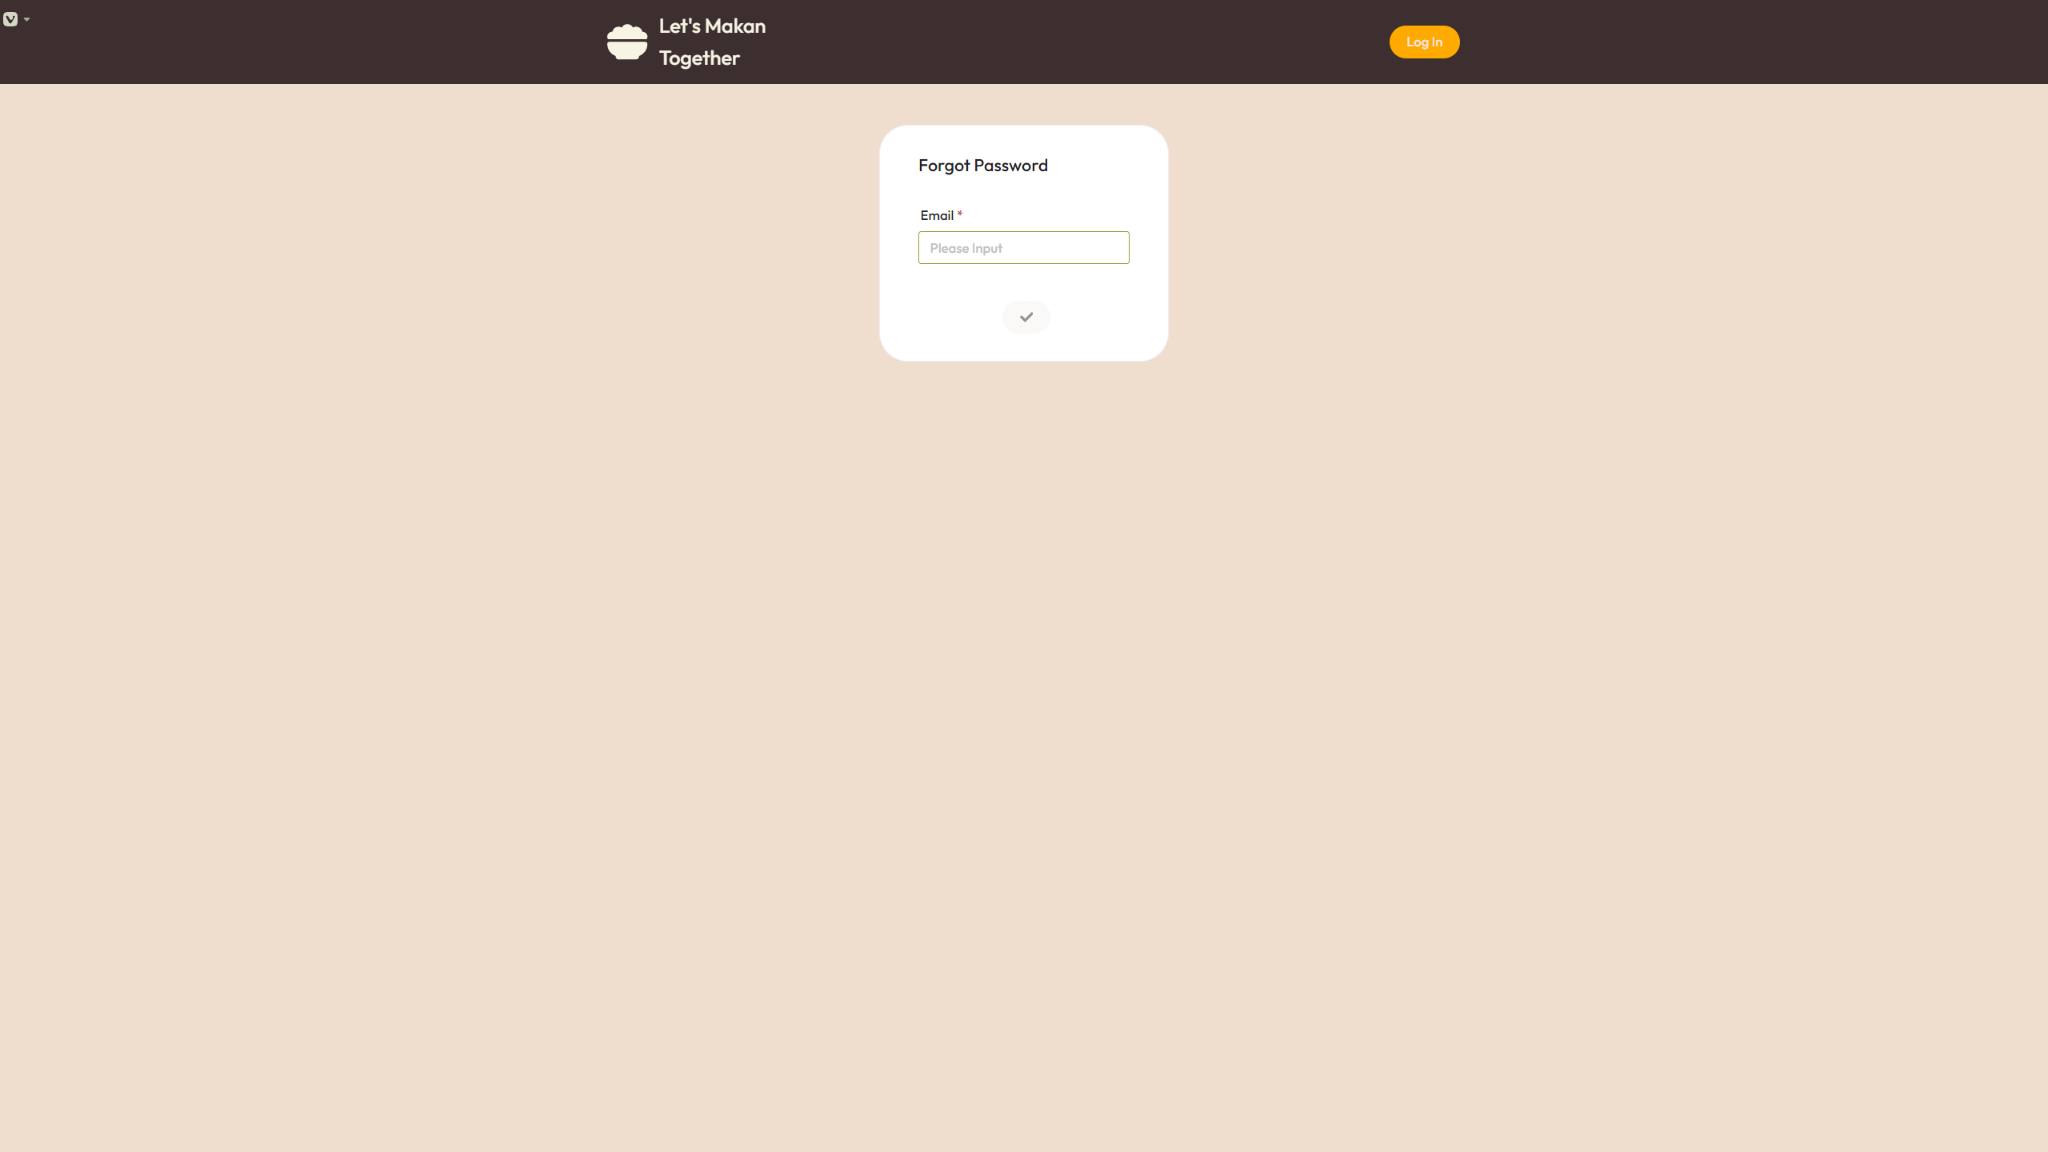 Let's Makan
Together
Log In
Forgot Password
Email *
Please Input